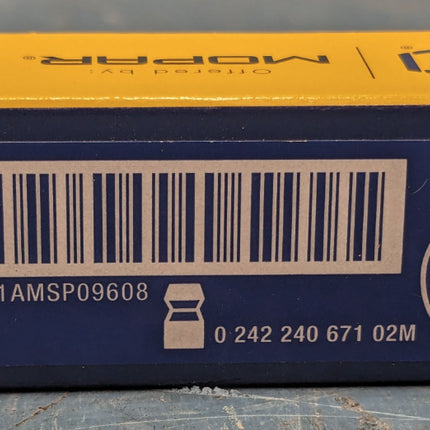 Offered by:
MOPAR®
1AMSP09608
0 242 240 671 02M